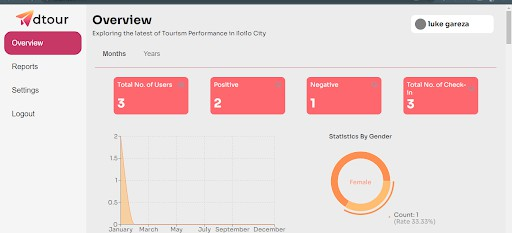 dtour
Overview
Reports
Settings
Logout
Overview
Exploring the latest of Tourism Performance in Iloilo City
luke gareza
Months Years
Total No. of Users
3
Positive
2
Negative
1
Total No. of Check-
in
3
2
1.5
1
0.5
0
January March May July September December
Statistics By Gender
Female
Count: 1
(Rate 33.33%)